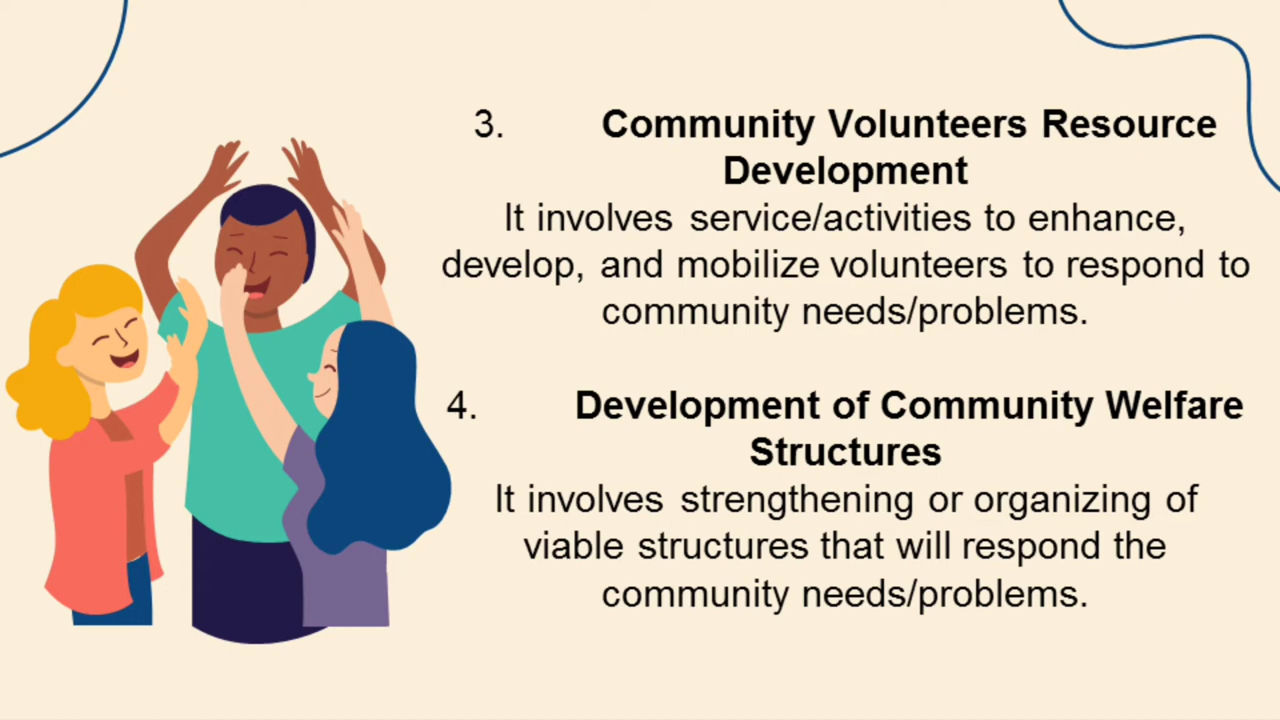 3. Community Volunteers Resource
Development
It involves service/activities to enhance,
develop, and mobilize volunteers to respond to
community needs/problems.
4. Development of Community Welfare
Structures
It involves strengthening or organizing of
viable structures that will respond the
community needs/problems.